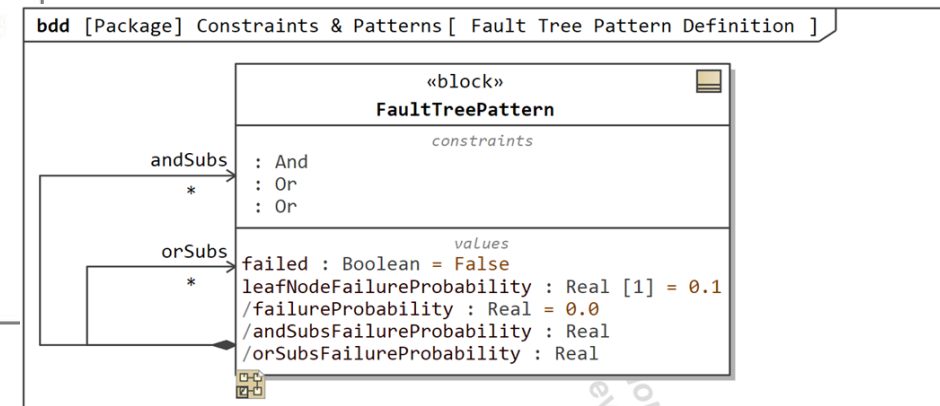 bdd [Package] Constraints & Patterns [ Fault Tree Pattern Definition ]
«block»
FaultTreePattern
constraints
: And
: Or
: Or
andSubs
*
orSubs
*
values
failed : Boolean = False
leafNodeFailureProbability : Real [1] = 0.1
/failureProbability : Real = 0.0
/andSubsFailureProbability : Real
/orSubsFailureProbability : Real